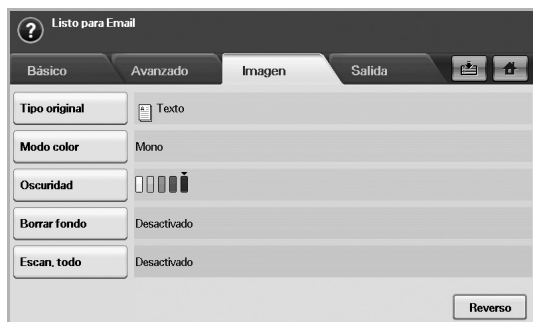 ? Listo para Email
Básico Avanzado Imagen Salida
Tipo original Texto
Modo color Mono
Oscuridad
Borrar fondo Desactivado
Escan. todo Desactivado
Reverso